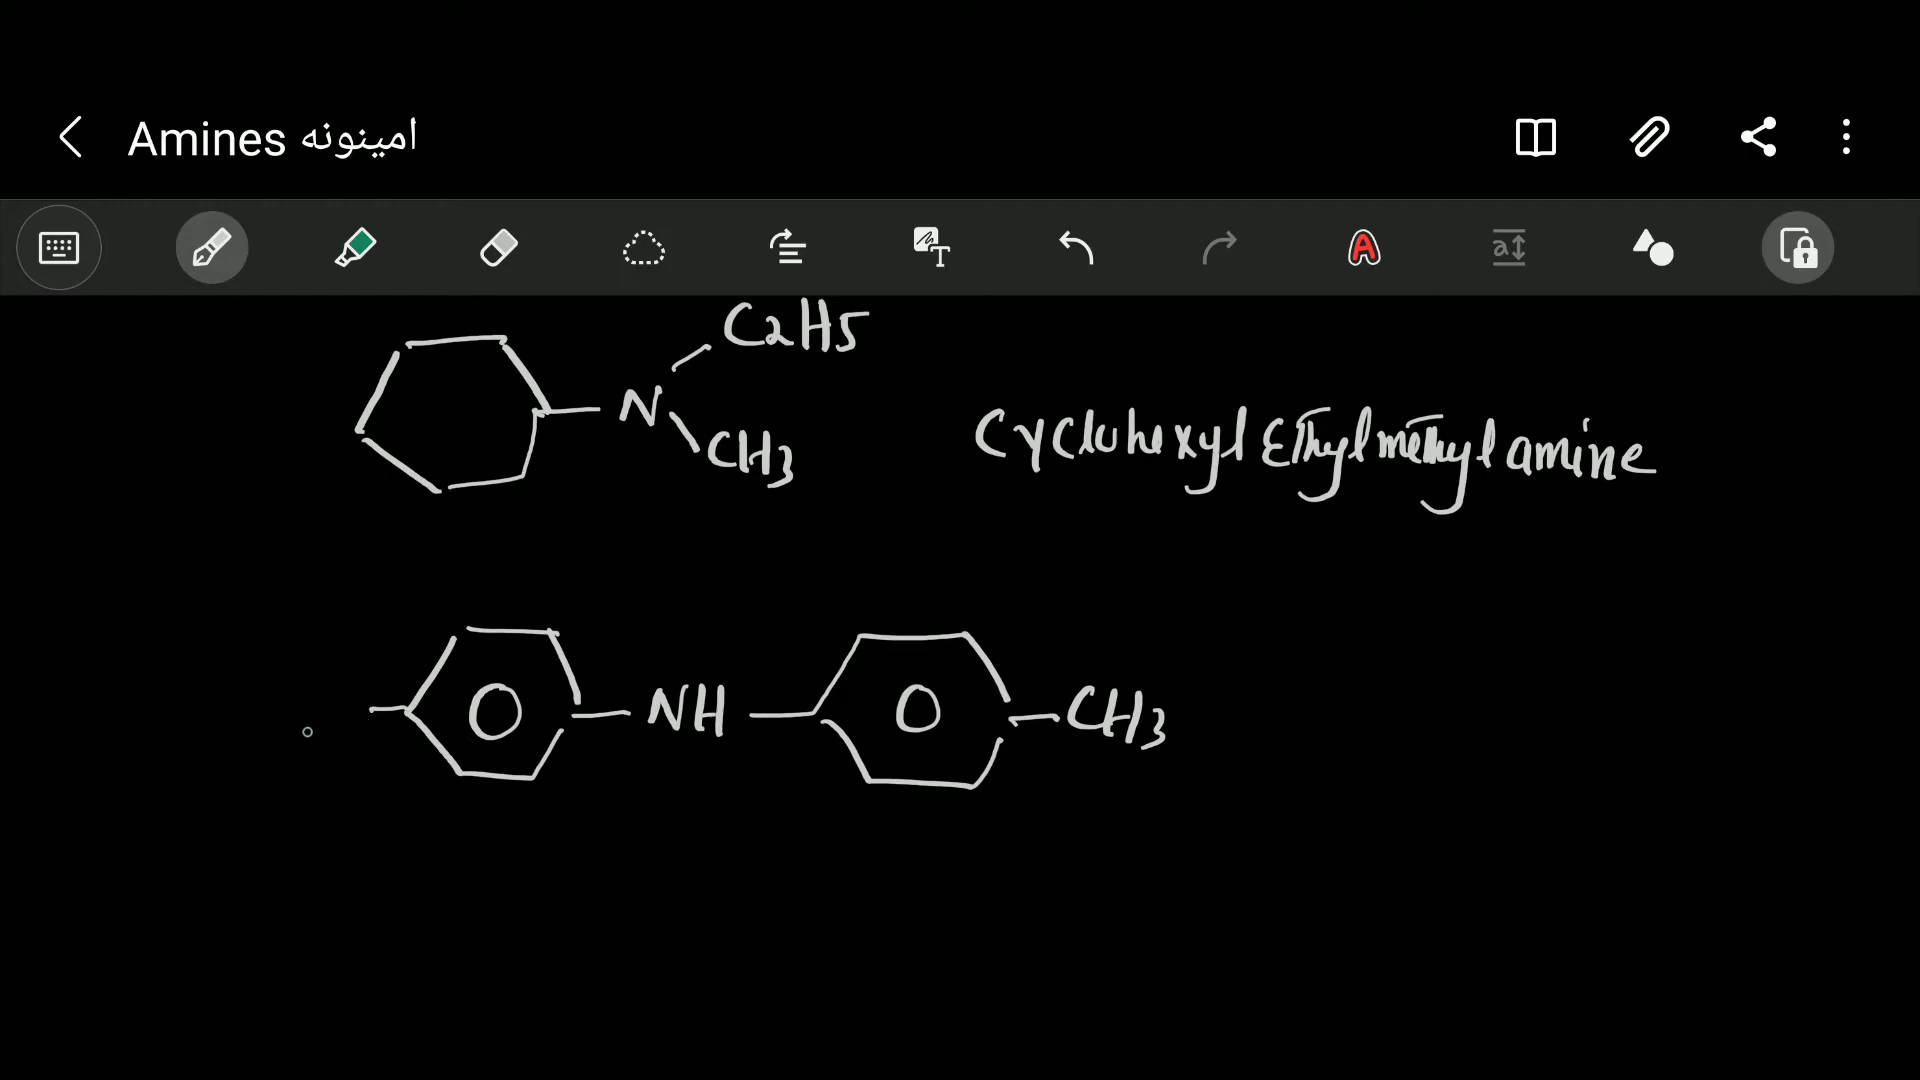 Amines امینونه
C2H5
N
CH3
Cyclohexyl Ethylmethylamine
NH
CH3